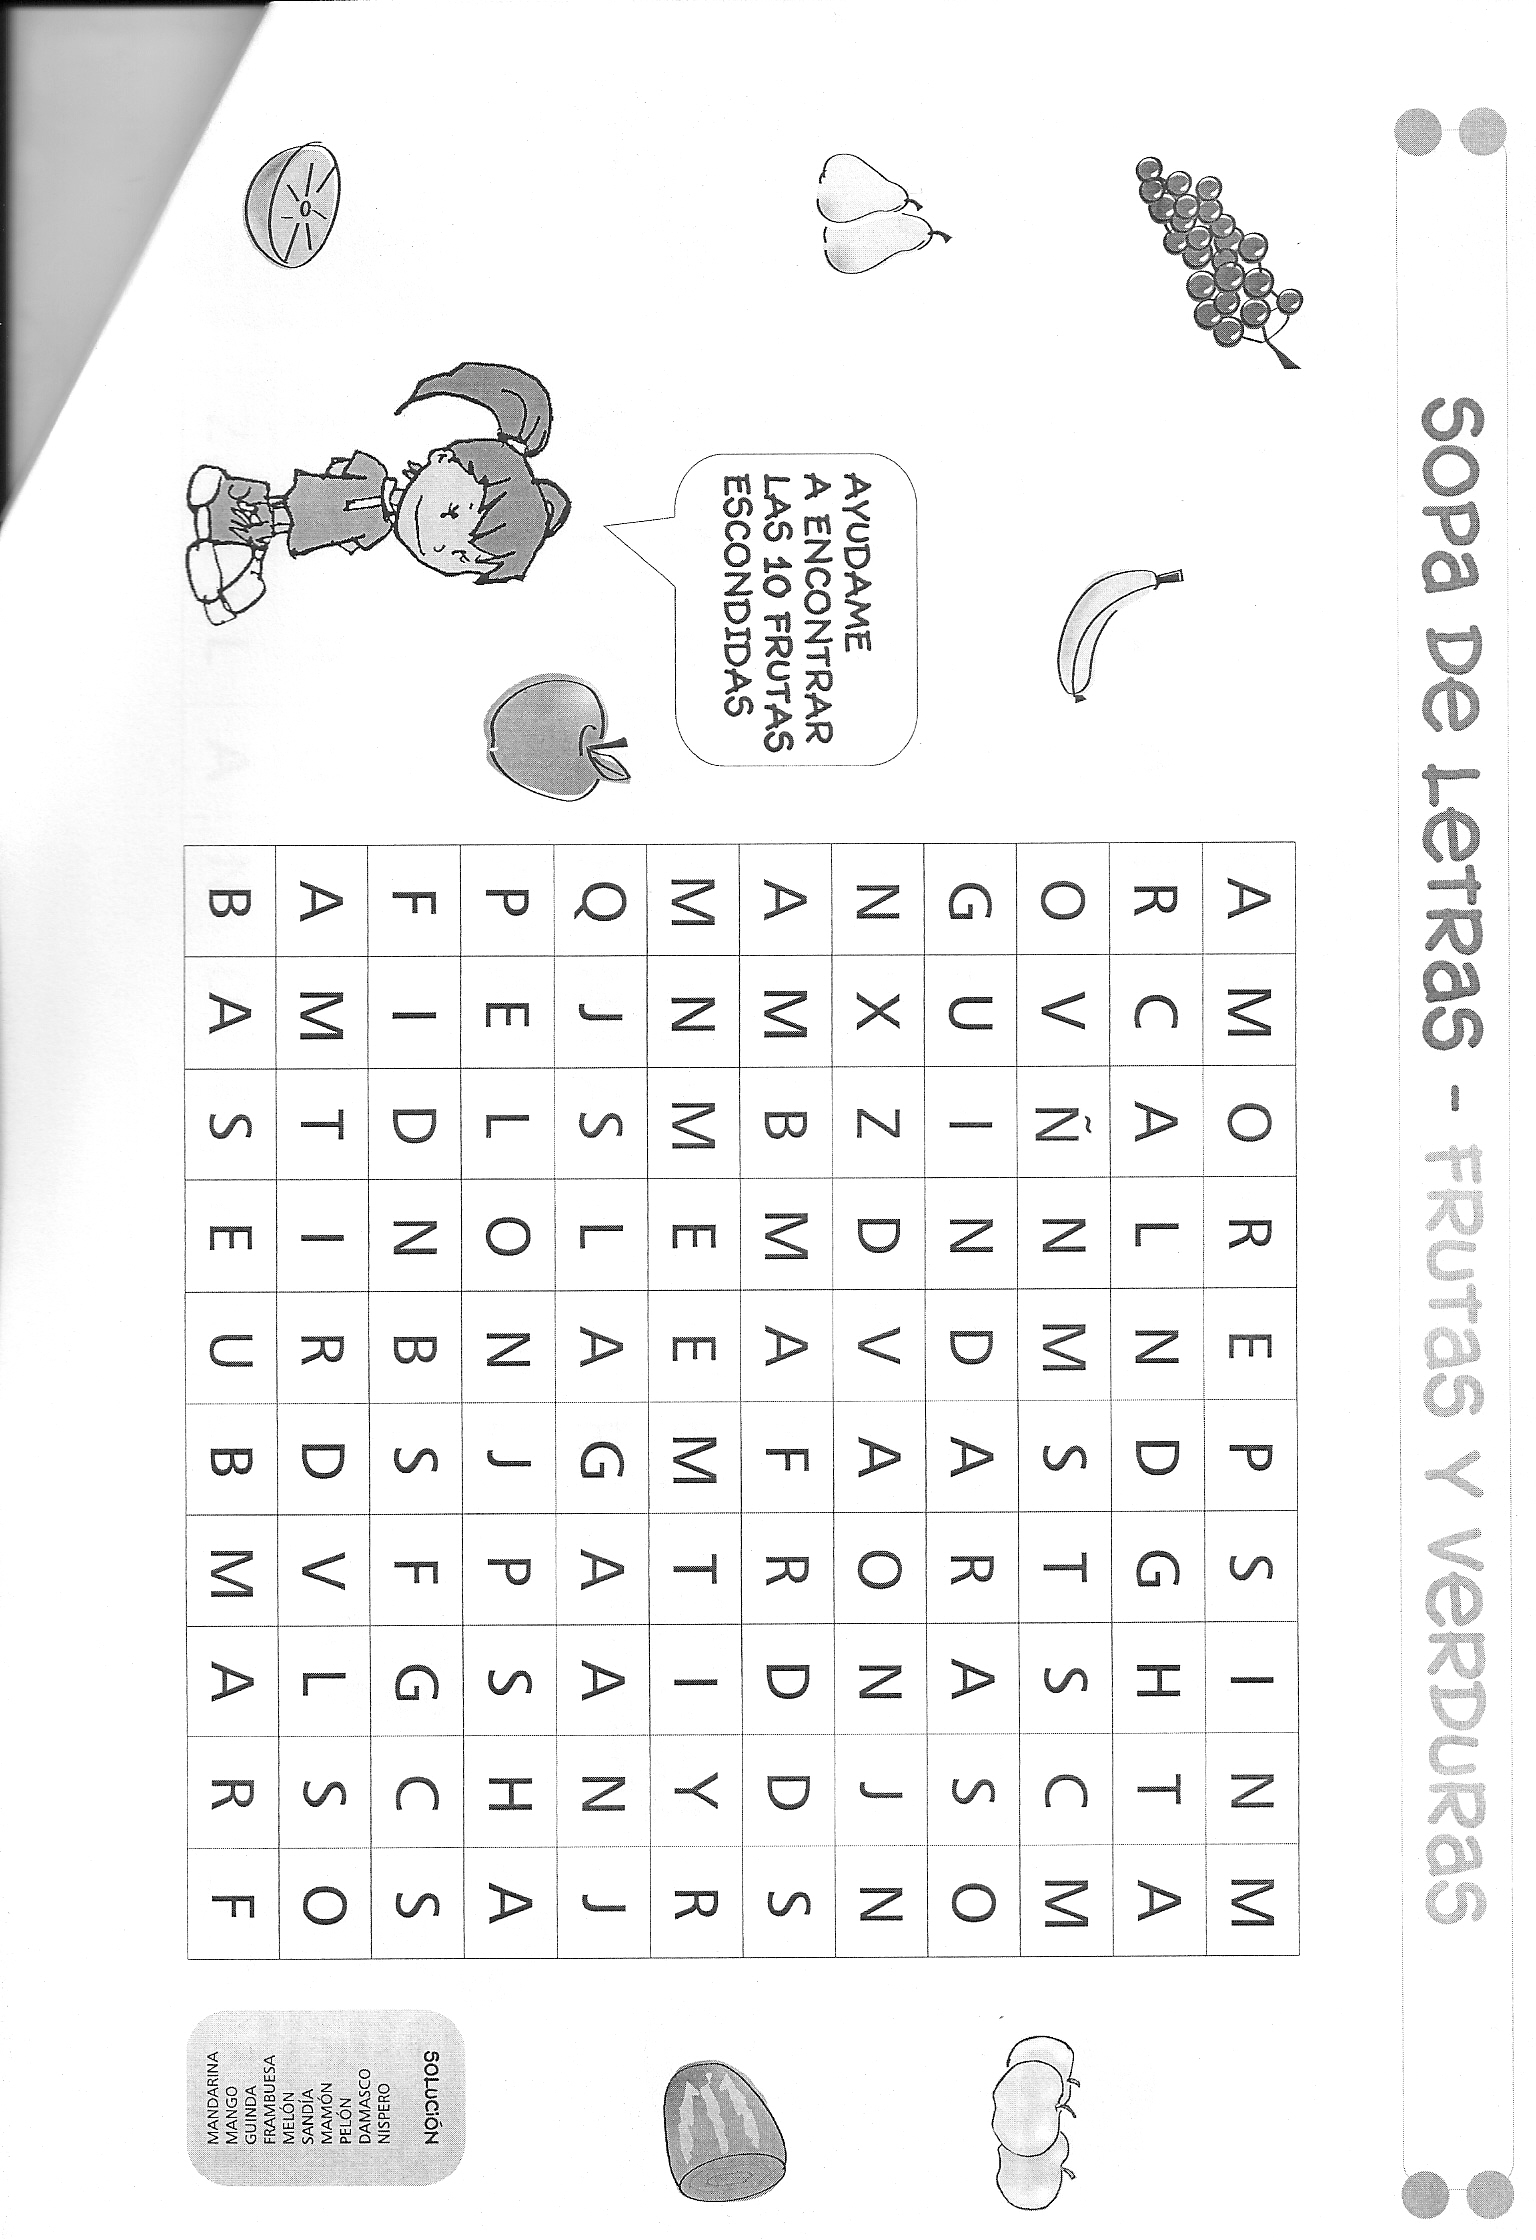 SOPA DE LETRAS - FRUTAS Y VERDURAS
AYUDAME
A ENCONTRAR
LAS 10 FRUTAS
ESCONDIDAS
A M O R E P S I N M
R C A L N D G H T A
O V Ñ N M S T S C M
G U I N D A R A S O
N X Z D V A O N J N
A M B M A F R D D S
M N M E E M T I Y R
Q J S L A G A A N J
P E L O N J P S H A
F I D N B S F G C S
A M T I R D V L S O
B A S E U B M A R F
SOLUCIÓN
MANDARINA
MANGO
GUINDA
FRAMBUESA
MELÓN
SANDÍA
MAMÓN
PELÓN
DAMASCO
NISPERO